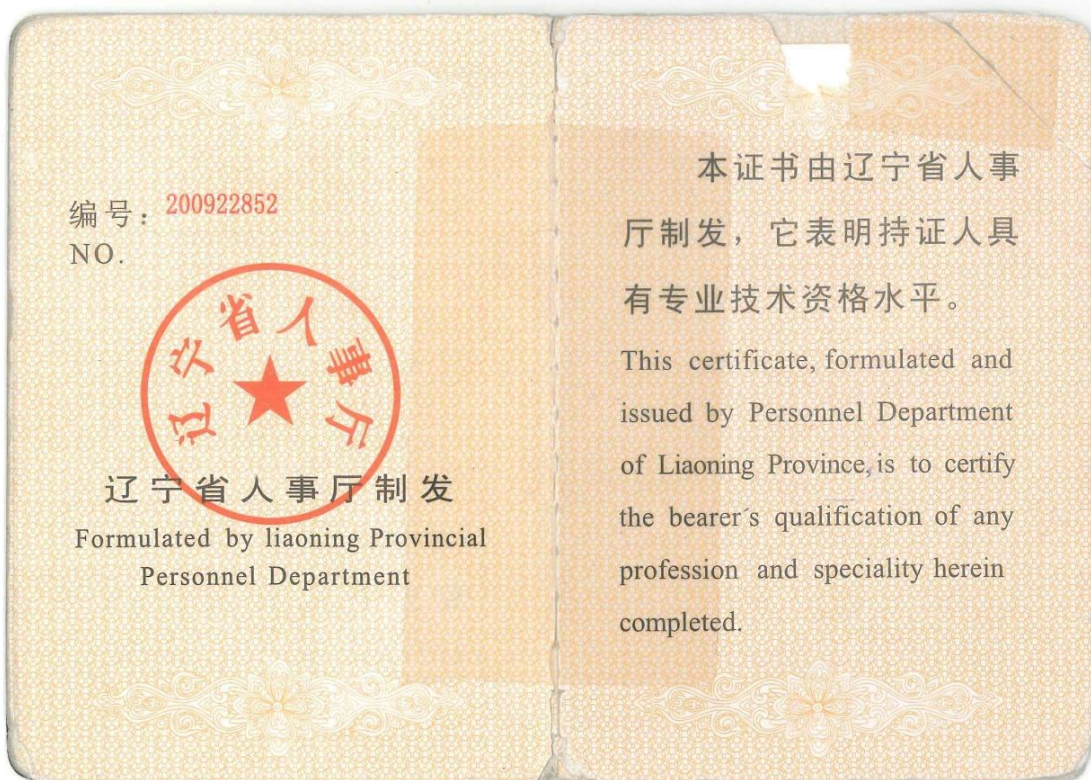 编号：200922852
NO.
辽宁省人事厅
辽宁省人事厅制发
Formulated by liaoning Provincial
Personnel Department
本证书由辽宁省人事
厅制发，它表明持证人具
有专业技术资格水平。
This certificate, formulated and
issued by Personnel Department
of Liaoning Province, is to certify
the bearer´s qualification of any
profession and speciality herein
completed.